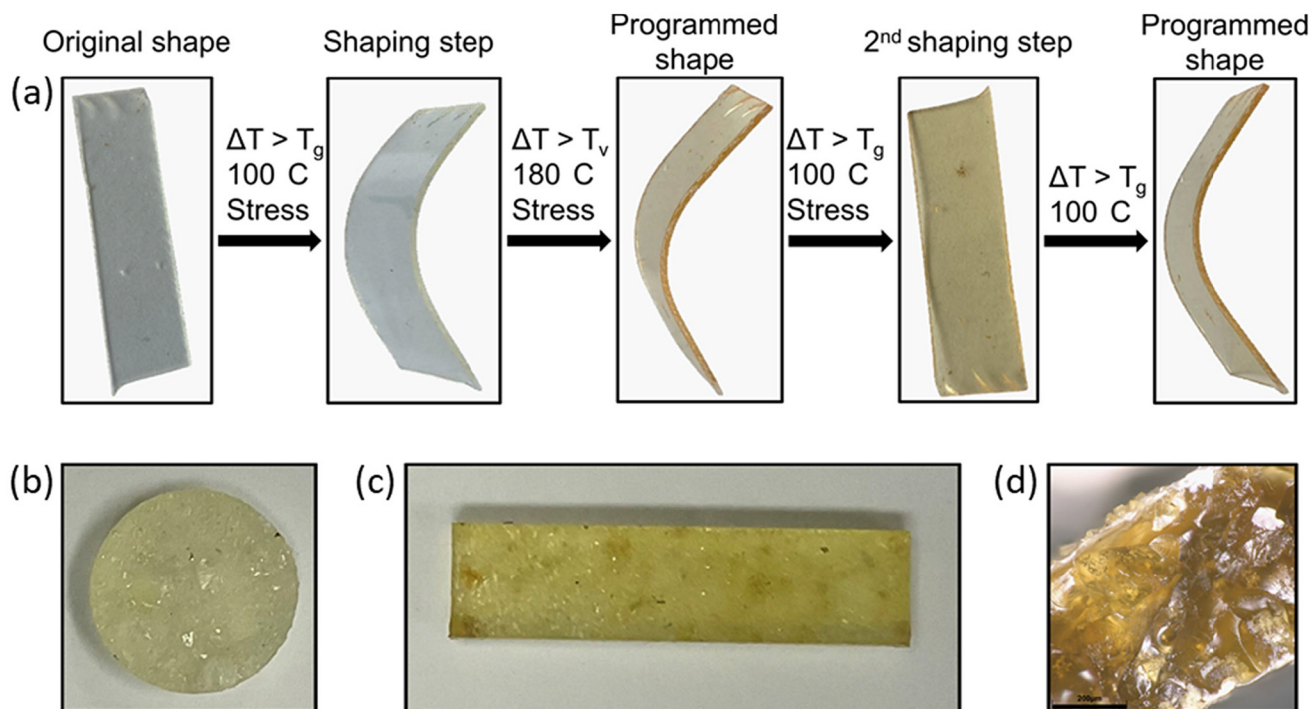 Original shape
Shaping step
Programmed
shape
2nd shaping step
Programmed
shape
(a)
ΔT > Tg
100 C
Stress
ΔT > Tv
180 C
Stress
ΔT > Tg
100 C
Stress
ΔT > Tg
100 C
(b)
(c)
(d)
200µm